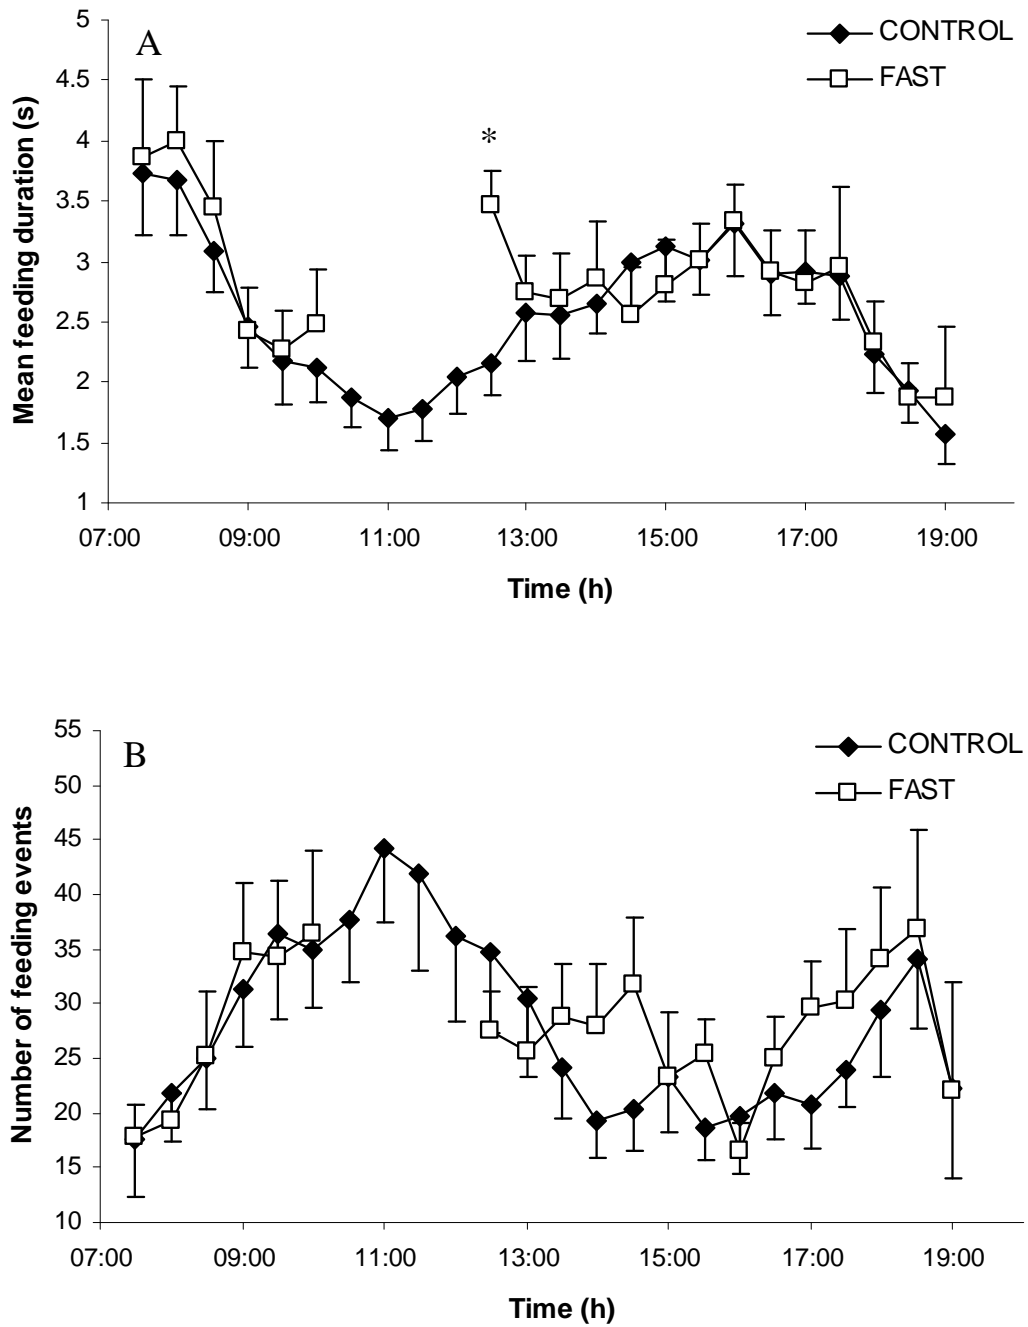 A
CONTROL
FAST
*
Mean feeding duration (s)
5
4.5
4
3.5
3
2.5
2
1.5
1
07:00 09:00 11:00 13:00 15:00 17:00 19:00
Time (h)
B
CONTROL
FAST
Number of feeding events
55
50
45
40
35
30
25
20
15
10
07:00 09:00 11:00 13:00 15:00 17:00 19:00
Time (h)